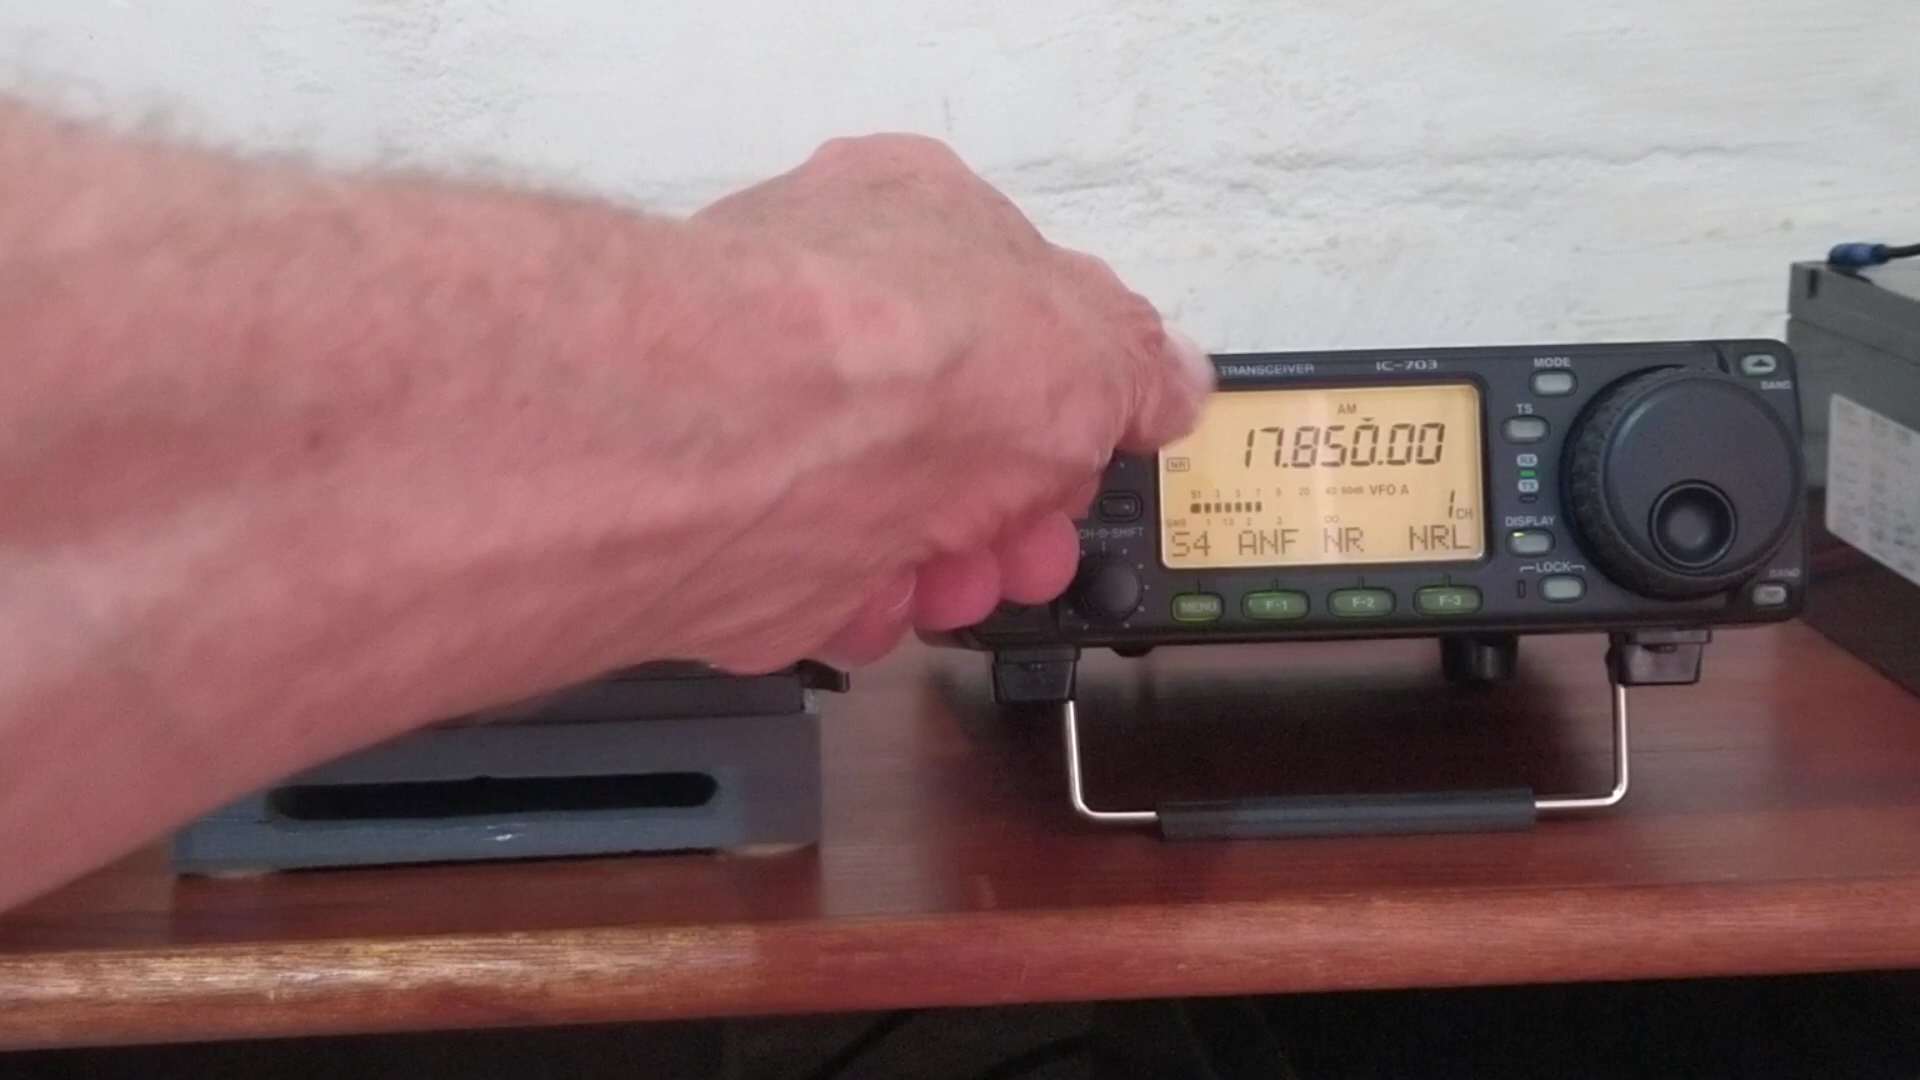 TRANSCEIVER IC-703
MODE
BAND
AM
TS
17.850.00
NR
RX
TX
S1 3 5 7 9 20 40 60dB VFO A
1 CH
SWR 1 1.5 2 3
DISPLAY
CH-B-SHIFT
S4 ANF NR NRL
LOCK
BAND
MENU F-1 F-2 F-3